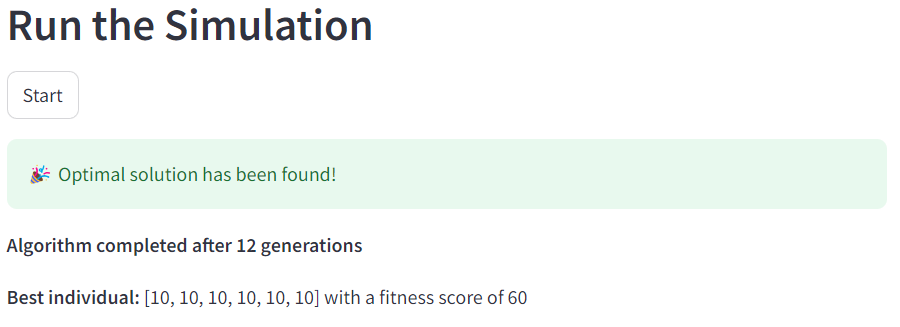 Run the Simulation
Start
🎉 Optimal solution has been found!
Algorithm completed after 12 generations
Best individual: [10, 10, 10, 10, 10, 10] with a fitness score of 60